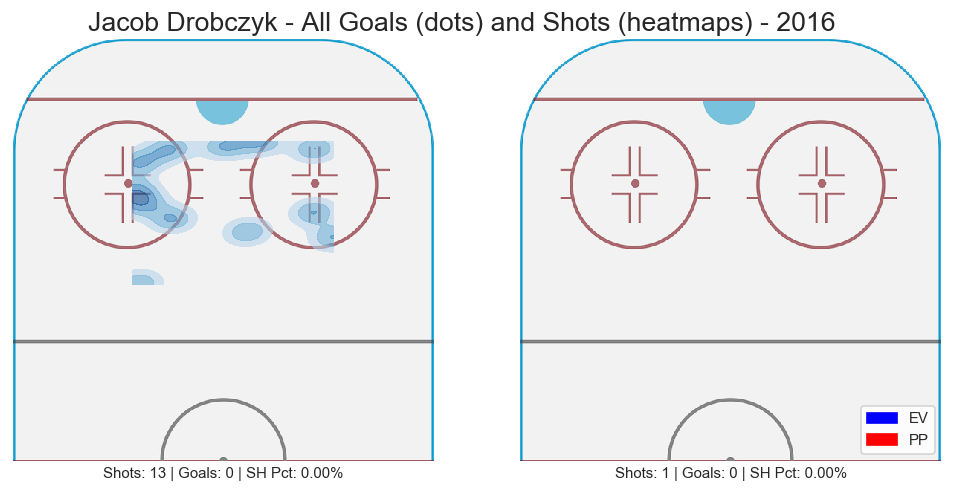 Jacob Drobczyk - All Goals (dots) and Shots (heatmaps) - 2016
EV
PP
Shots: 13 | Goals: 0 | SH Pct: 0.00%
Shots: 1 | Goals: 0 | SH Pct: 0.00%